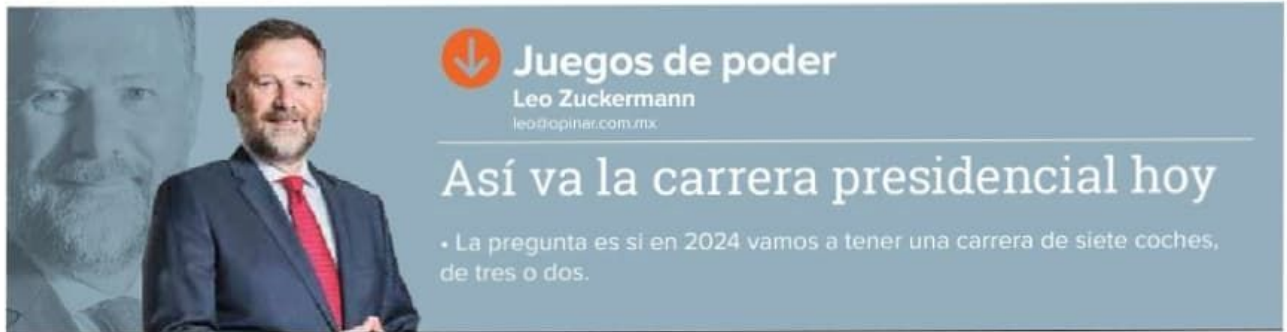 Juegos de poder
Leo Zuckermann
leo@opinar.com.mx
Así va la carrera presidencial hoy
• La pregunta es si en 2024 vamos a tener una carrera de siete coches,
de tres o dos.